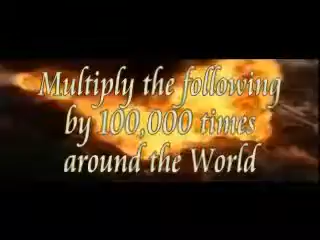 Multiply the following
by 100,000 times
around the World